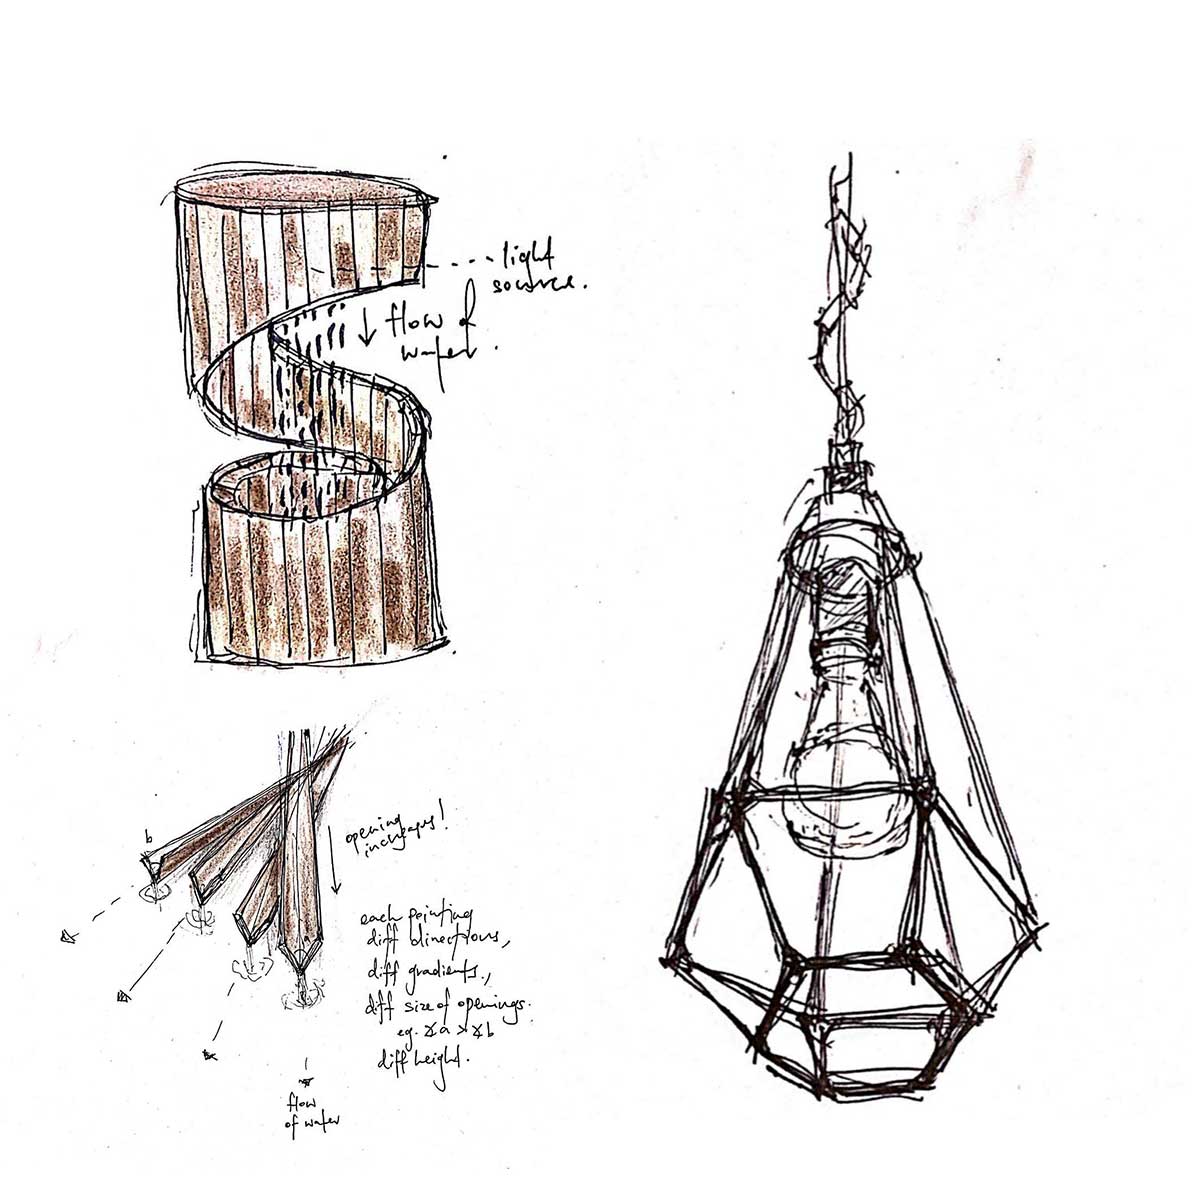 light
source.
flow of
water.
b
opening
increases!
each pointing
diff directions,
diff gradients.,
diff size of openings.
eg. ∡a > ∡b
diff height.
flow
of water